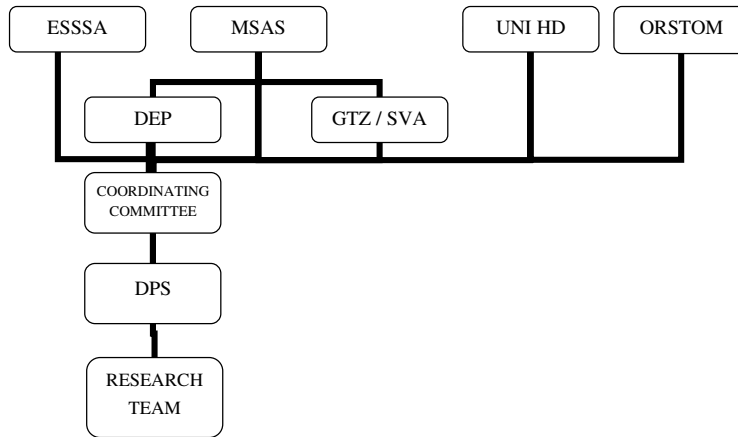 ESSSA
MSAS
UNI HD
ORSTOM
DEP
GTZ / SVA
COORDINATING
COMMITTEE
DPS
RESEARCH
TEAM